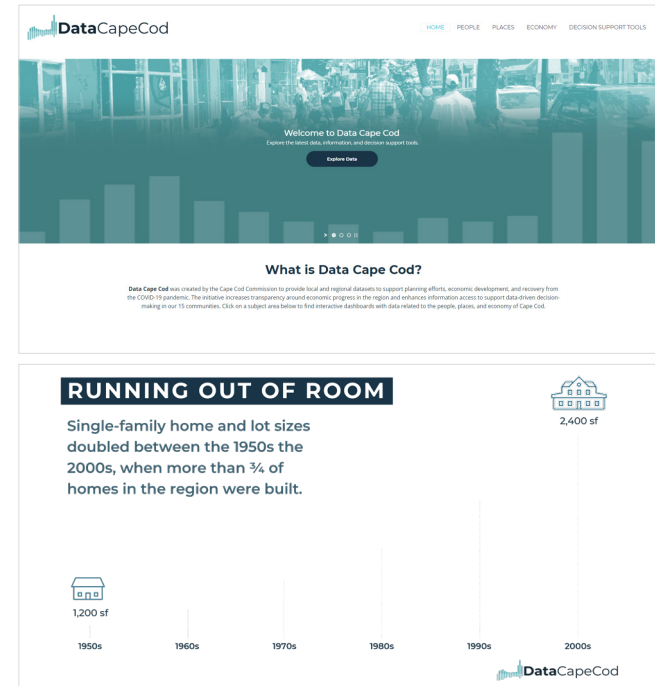 DataCapeCod
HOME PEOPLE PLACES ECONOMY DECISION SUPPORT TOOLS
Welcome to Data Cape Cod
Explore the latest data, information, and decision support tools.
Explore Data
What is Data Cape Cod?
Data Cape Cod was created by the Cape Cod Commission to provide local and regional datasets to support planning efforts, economic development, and recovery from
the COVID-19 pandemic. The initiative increases transparency around economic progress in the region and enhances information access to support data-driven decision-
making in our 15 communities. Click on a subject area below to find interactive dashboards with data related to the people, places, and economy of Cape Cod.
RUNNING OUT OF ROOM
Single-family home and lot sizes
doubled between the 1950s the
2000s, when more than ¾ of
homes in the region were built.
2,400 sf
1,200 sf
1950s 1960s 1970s 1980s 1990s 2000s
DataCapeCod